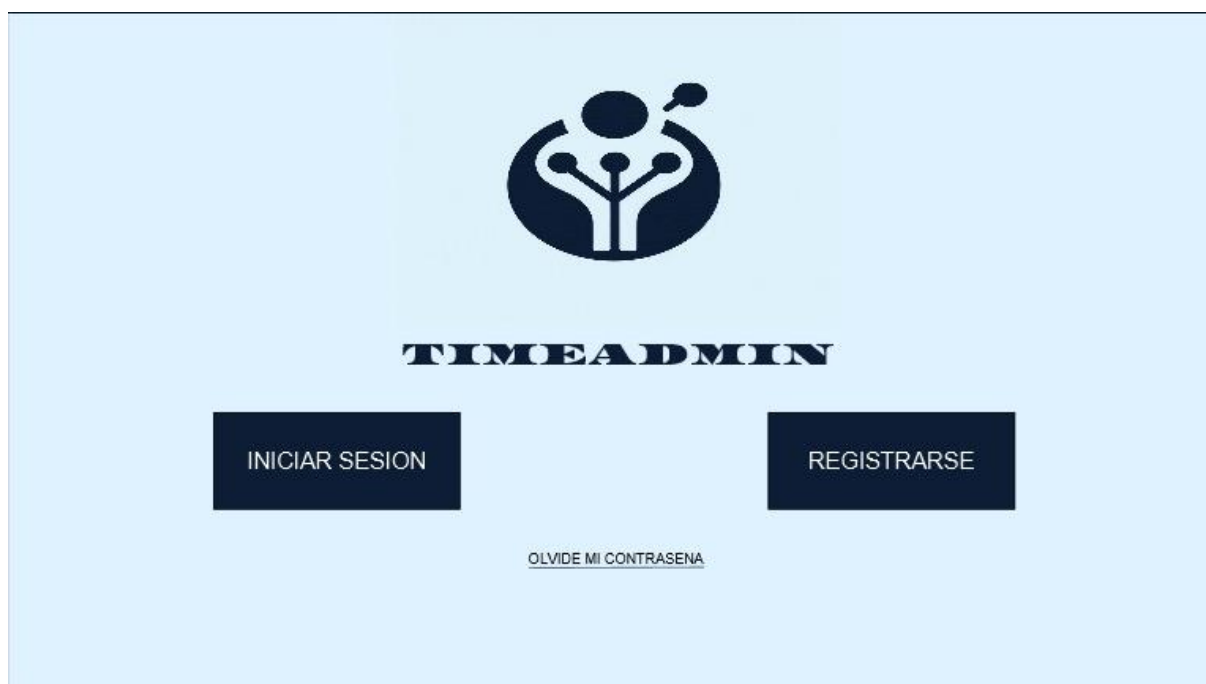 TIMEADMIN
INICIAR SESION
REGISTRARSE
OLVIDE MI CONTRASENA